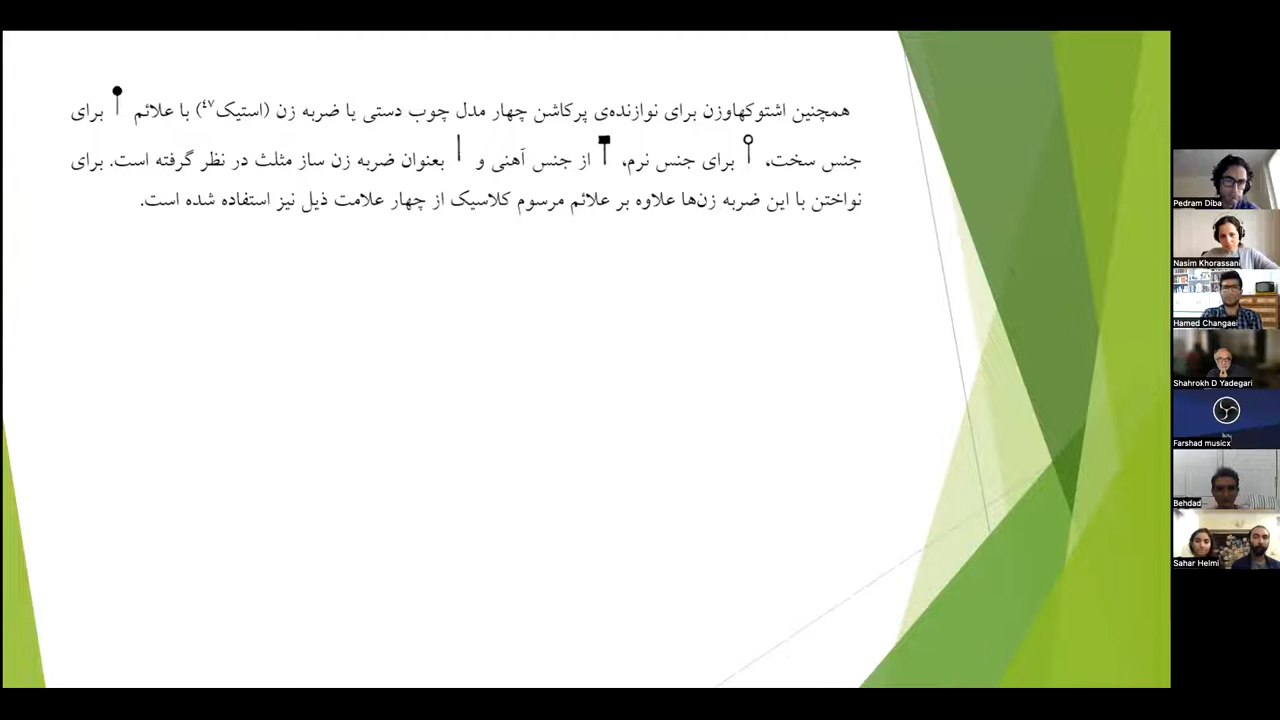 همچنین اشتوکهاوزن برای نوازنده‌ی پرکاشن چهار مدل چوب دستی یا ضربه زن (استیک۴۷) با علائم برای
جنس سخت، برای جنس نرم، از جنس آهنی و بعنوان ضربه زن ساز مثلث در نظر گرفته است. برای
نواختن با این ضربه زن‌ها علاوه بر علائم مرسوم کلاسیک از چهار علامت ذیل نیز استفاده شده است.
Pedram Diba
Nasim Khorassani
Hamed Changaei
Shahrokh D Yadegari
Farshad musicx
Behdad
Sahar Helmi